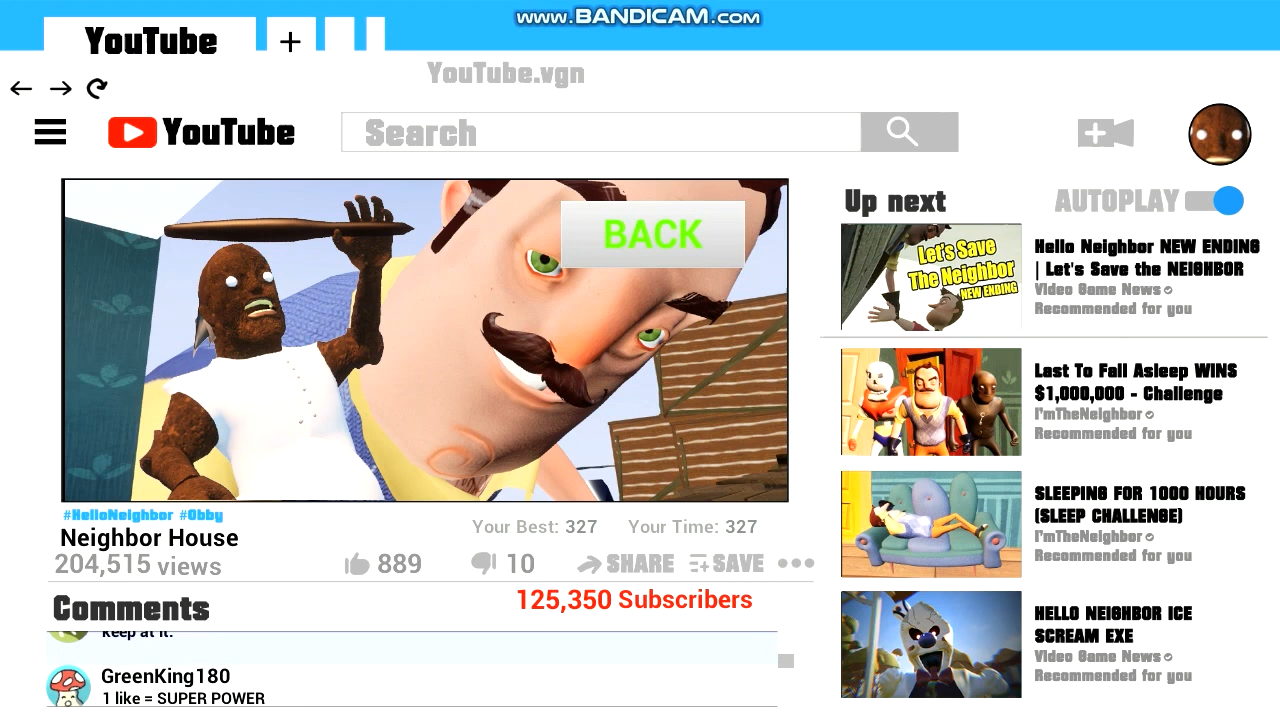 www.BANDICAM.com
YouTube
+
YouTube.vgn
YouTube
Search
BACK
Up next
AUTOPLAY
Let's Save
The Neighbor
NEW ENDING
Hello Neighbor NEW ENDING
| Let's Save the NEIGHBOR
Video Game News
Recommended for you
Last To Fall Asleep WINS
$1,000,000 - Challenge
I'mTheNeighbor
Recommended for you
SLEEPING FOR 1000 HOURS
(SLEEP CHALLENGE)
I'mTheNeighbor
Recommended for you
HELLO NEIGHBOR ICE
SCREAM EXE
Video Game News
Recommended for you
#HelloNeighbor #Obby
Neighbor House
Your Best: 327 Your Time: 327
204,515 views
889 10 SHARE SAVE
125,350 Subscribers
Comments
keep at it.
GreenKing180
1 like = SUPER POWER